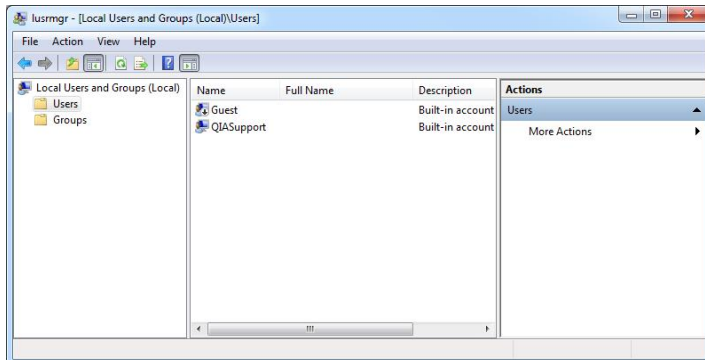 lusrmgr - [Local Users and Groups (Local)\Users]
File Action View Help
Local Users and Groups (Local)
Users
Groups
Name Full Name Description
Guest Built-in account
QIASupport Built-in account
Actions
Users
More Actions